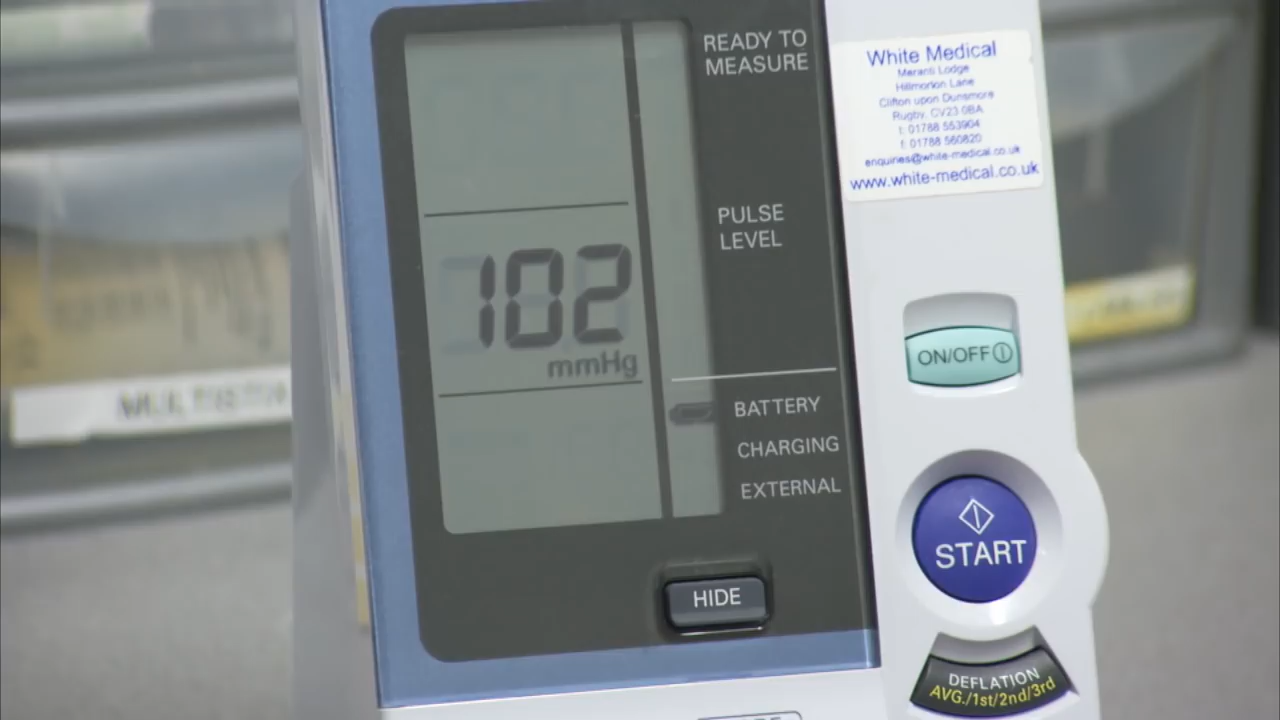 READY TO
MEASURE
White Medical
Meranti Lodge
Hillmorton Lane
Clifton upon Dunsmore
Rugby, CV23 0BA
t: 01788 553904
f: 01788 560820
enquiries@white-medical.co.uk
www.white-medical.co.uk
PULSE
LEVEL
102
mmHg
ON/OFF
BATTERY
CHARGING
EXTERNAL
START
HIDE
DEFLATION
AVG./1st/2nd/3rd